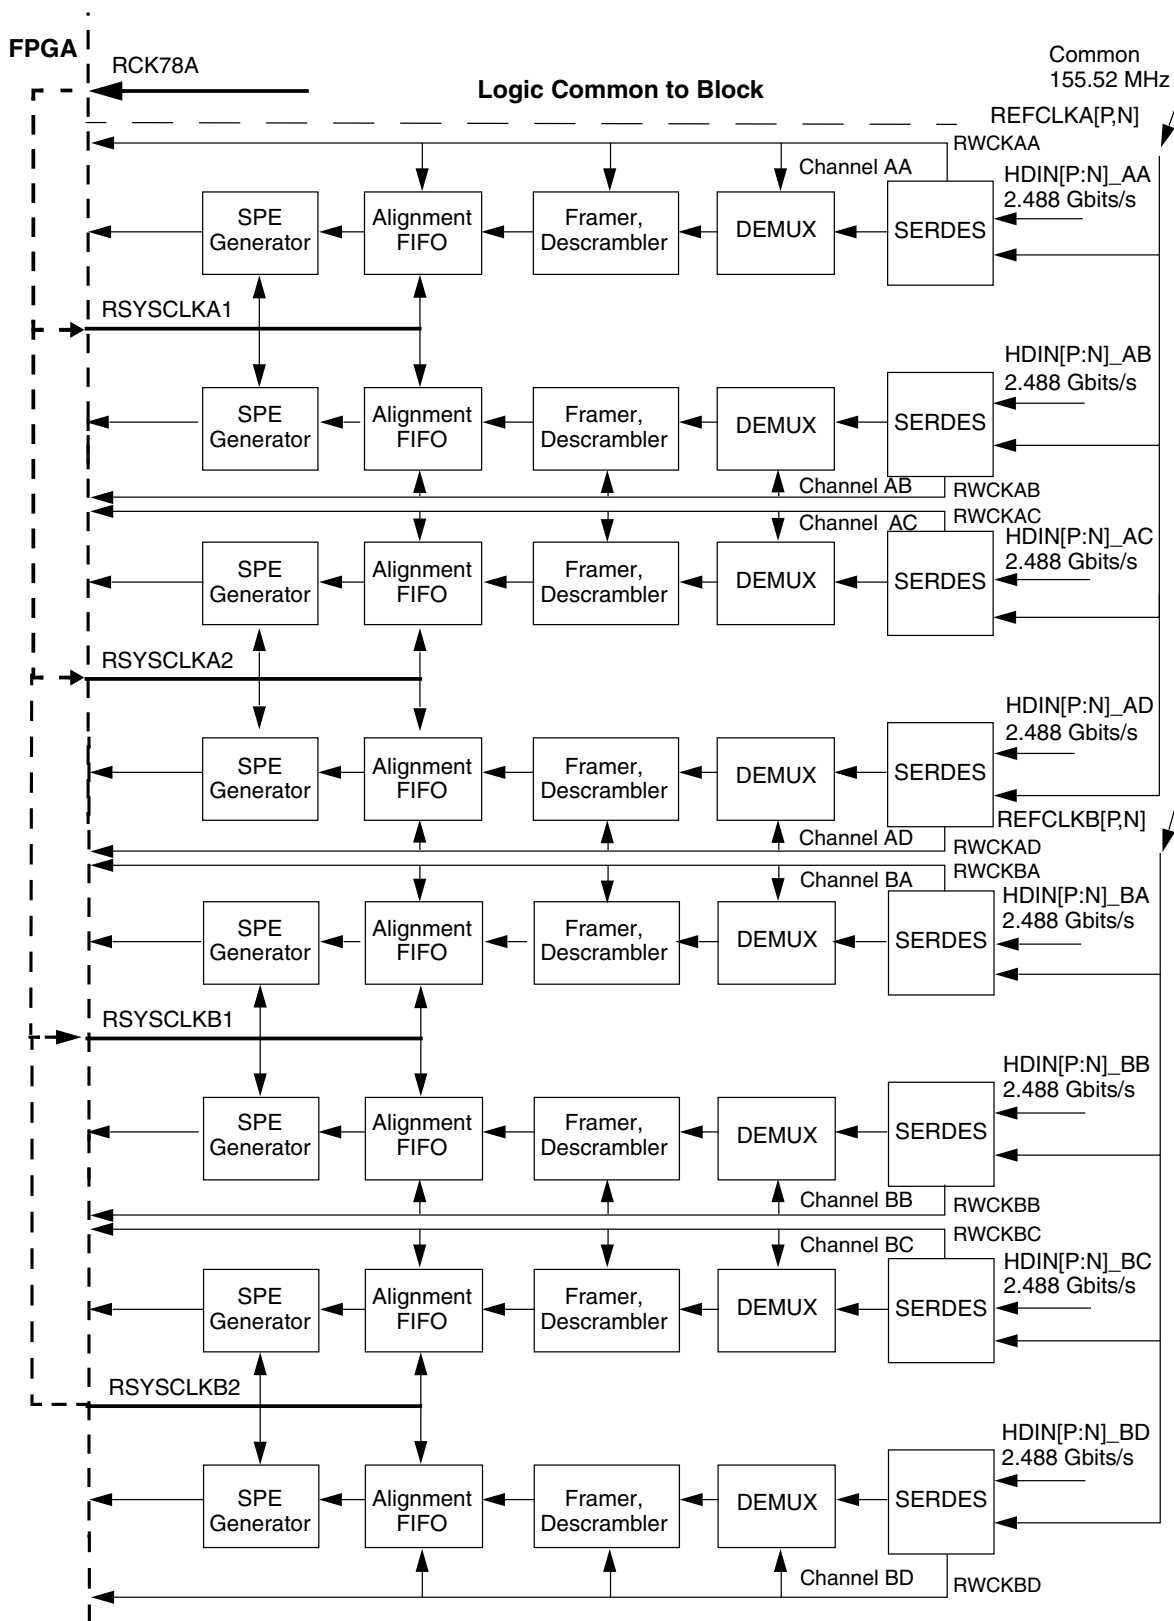 FPGA
RCK78A
Logic Common to Block
Common
155.52 MHz
REFCLKA[P,N]
RWCKAA
Channel AA
HDIN[P:N]_AA
2.488 Gbits/s
SPE
Generator
Alignment
FIFO
Framer,
Descrambler
DEMUX
SERDES
RSYSCLKA1
HDIN[P:N]_AB
2.488 Gbits/s
SPE
Generator
Alignment
FIFO
Framer,
Descrambler
DEMUX
SERDES
Channel AB
RWCKAB
RWCKAC
Channel AC
HDIN[P:N]_AC
2.488 Gbits/s
SPE
Generator
Alignment
FIFO
Framer,
Descrambler
DEMUX
SERDES
RSYSCLKA2
HDIN[P:N]_AD
2.488 Gbits/s
SPE
Generator
Alignment
FIFO
Framer,
Descrambler
DEMUX
SERDES
REFCLKB[P,N]
Channel AD
RWCKAD
RWCKBA
Channel BA
HDIN[P:N]_BA
2.488 Gbits/s
SPE
Generator
Alignment
FIFO
Framer,
Descrambler
DEMUX
SERDES
RSYSCLKB1
HDIN[P:N]_BB
2.488 Gbits/s
SPE
Generator
Alignment
FIFO
Framer,
Descrambler
DEMUX
SERDES
Channel BB
RWCKBB
RWCKBC
Channel BC
HDIN[P:N]_BC
2.488 Gbits/s
SPE
Generator
Alignment
FIFO
Framer,
Descrambler
DEMUX
SERDES
RSYSCLKB2
HDIN[P:N]_BD
2.488 Gbits/s
SPE
Generator
Alignment
FIFO
Framer,
Descrambler
DEMUX
SERDES
Channel BD
RWCKBD